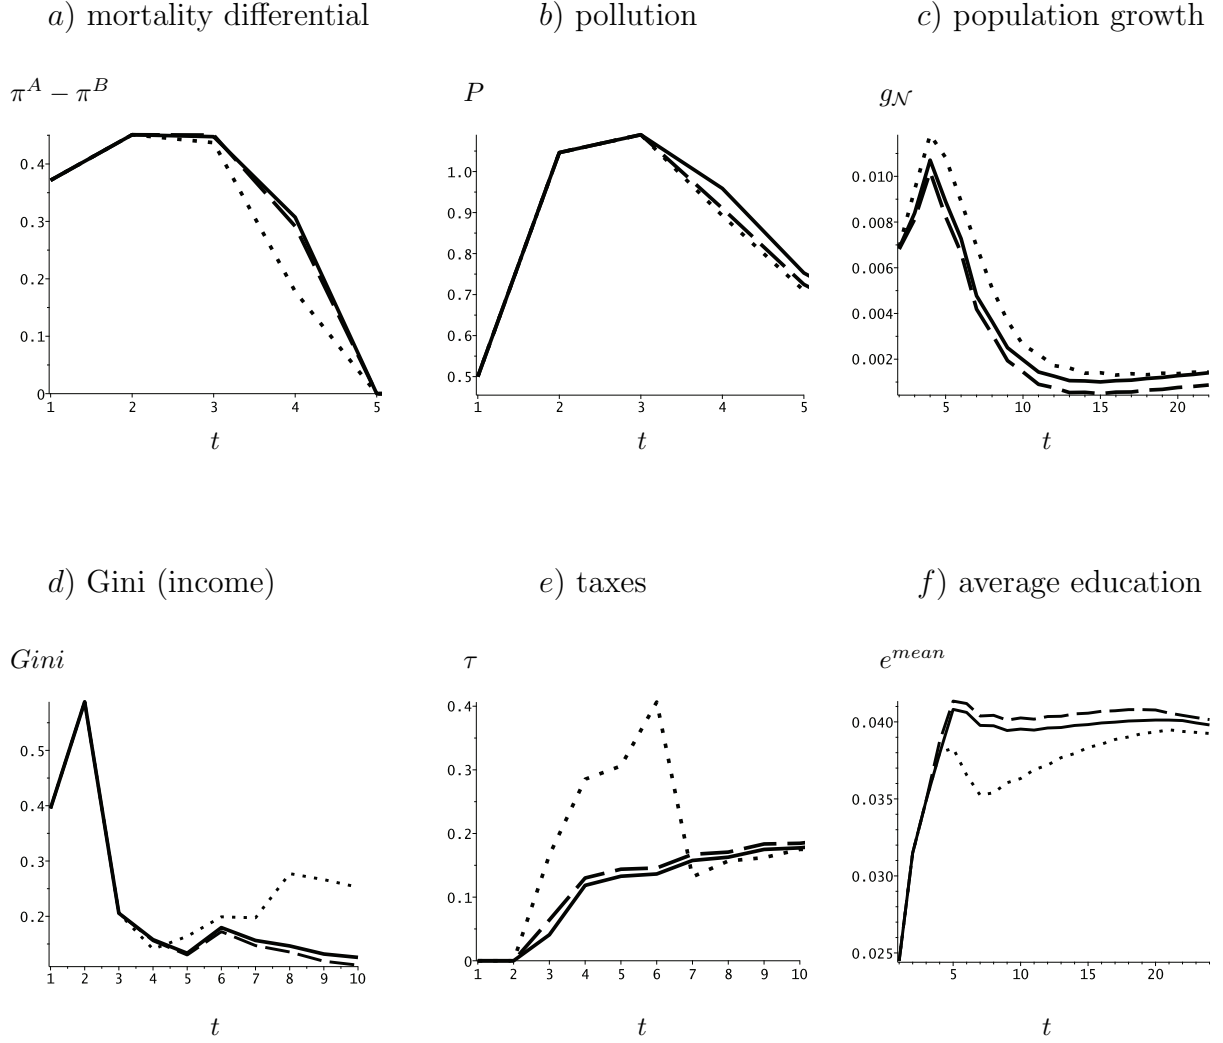 a) mortality differential
b) pollution
c) population growth
π^A − π^B
P
g_𝒩
0.4
0.3
0.2
0.1
0
1 2 3 4 5
t
1.0
0.9
0.8
0.7
0.6
0.5
1 2 3 4 5
t
0.010
0.008
0.006
0.004
0.002
5 10 15 20
t
d) Gini (income)
e) taxes
f) average education
Gini
τ
e^mean
0.5
0.4
0.3
0.2
1 2 3 4 5 6 7 8 9 10
t
0.4
0.3
0.2
0.1
0
1 2 3 4 5 6 7 8 9 10
t
0.040
0.035
0.030
0.025
5 10 15 20
t